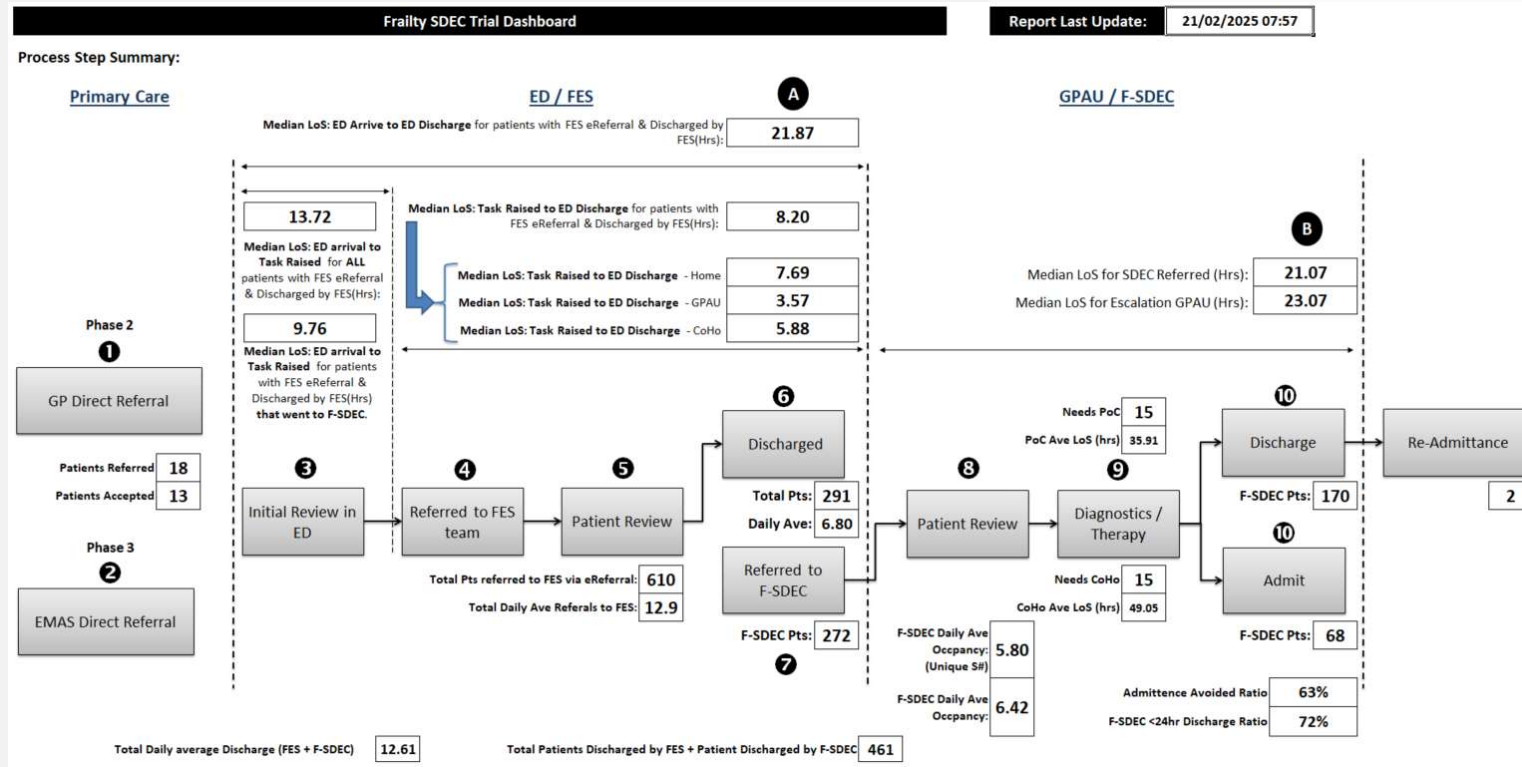 Frailty SDEC Trial Dashboard
Report Last Update:
21/02/2025 07:57
Process Step Summary:
Primary Care
ED / FES
A
GPAU / F-SDEC
Median LoS: ED Arrive to ED Discharge for patients with FES eReferral & Discharged by
FES(Hrs):
21.87
13.72
Median LoS: ED arrival to
Task Raised for ALL
patients with FES eReferral
& Discharged by FES(Hrs):
9.76
Median LoS: ED arrival to
Task Raised for patients
with FES eReferral &
Discharged by FES(Hrs)
that went to F-SDEC.
Median LoS: Task Raised to ED Discharge for patients with
FES eReferral & Discharged by FES(Hrs):
8.20
Median LoS: Task Raised to ED Discharge - Home
7.69
Median LoS: Task Raised to ED Discharge - GPAU
3.57
Median LoS: Task Raised to ED Discharge - CoHo
5.88
B
Median LoS for SDEC Referred (Hrs):
21.07
Median LoS for Escalation GPAU (Hrs):
23.07
Phase 2
1
GP Direct Referral
Patients Referred
18
Patients Accepted
13
Phase 3
2
EMAS Direct Referral
3
Initial Review in
ED
4
Referred to FES
team
5
Patient Review
Total Pts referred to FES via eReferral:
610
Total Daily Ave Referals to FES:
12.9
6
Discharged
Total Pts:
291
Daily Ave:
6.80
Referred to
F-SDEC
F-SDEC Pts:
272
7
8
Patient Review
F-SDEC Daily Ave
Occpancy:
(Unique S#)
5.80
F-SDEC Daily Ave
Occpancy:
6.42
Needs PoC
15
PoC Ave LoS (hrs)
35.91
9
Diagnostics /
Therapy
Needs CoHo
15
CoHo Ave LoS (hrs)
49.05
10
Discharge
F-SDEC Pts:
170
10
Admit
F-SDEC Pts:
68
Re-Admittance
2
Admittence Avoided Ratio
63%
F-SDEC <24hr Discharge Ratio
72%
Total Daily average Discharge (FES + F-SDEC)
12.61
Total Patients Discharged by FES + Patient Discharged by F-SDEC
461